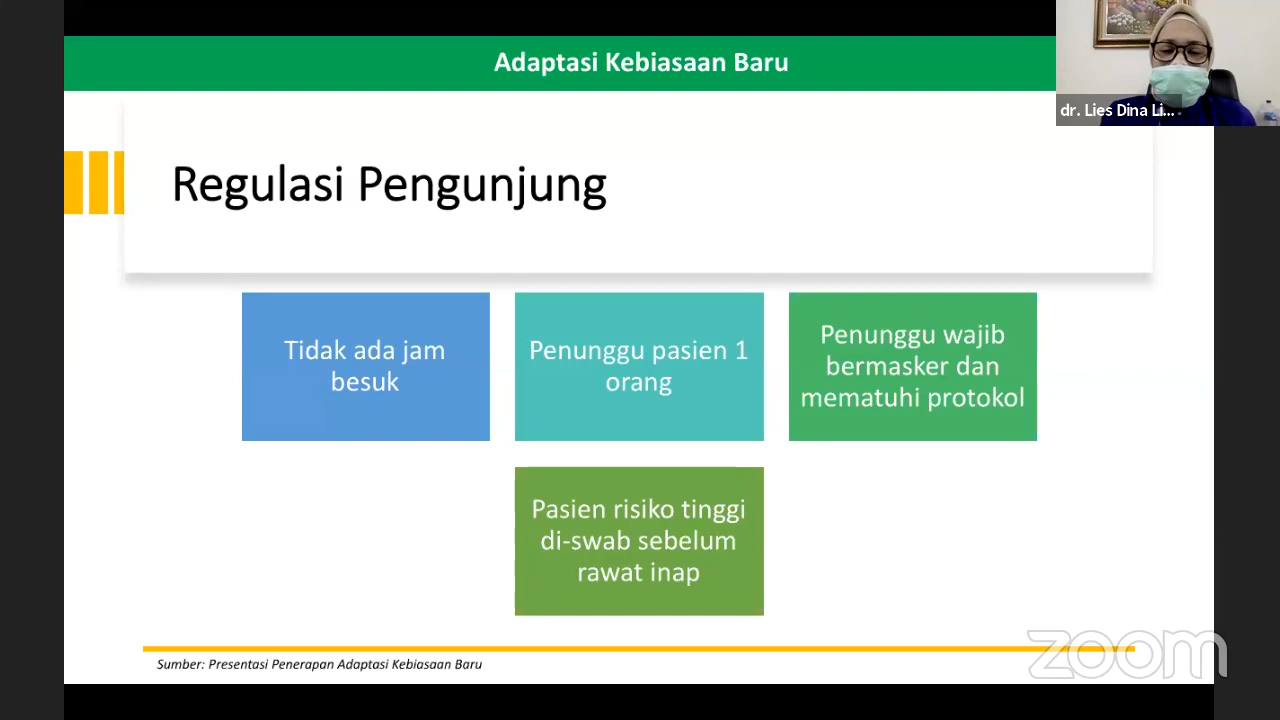 Adaptasi Kebiasaan Baru
dr. Lies Dina Li...
Regulasi Pengunjung
Tidak ada jam
besuk
Penunggu pasien 1
orang
Penunggu wajib
bermasker dan
mematuhi protokol
Pasien risiko tinggi
di-swab sebelum
rawat inap
Sumber: Presentasi Penerapan Adaptasi Kebiasaan Baru
zoom